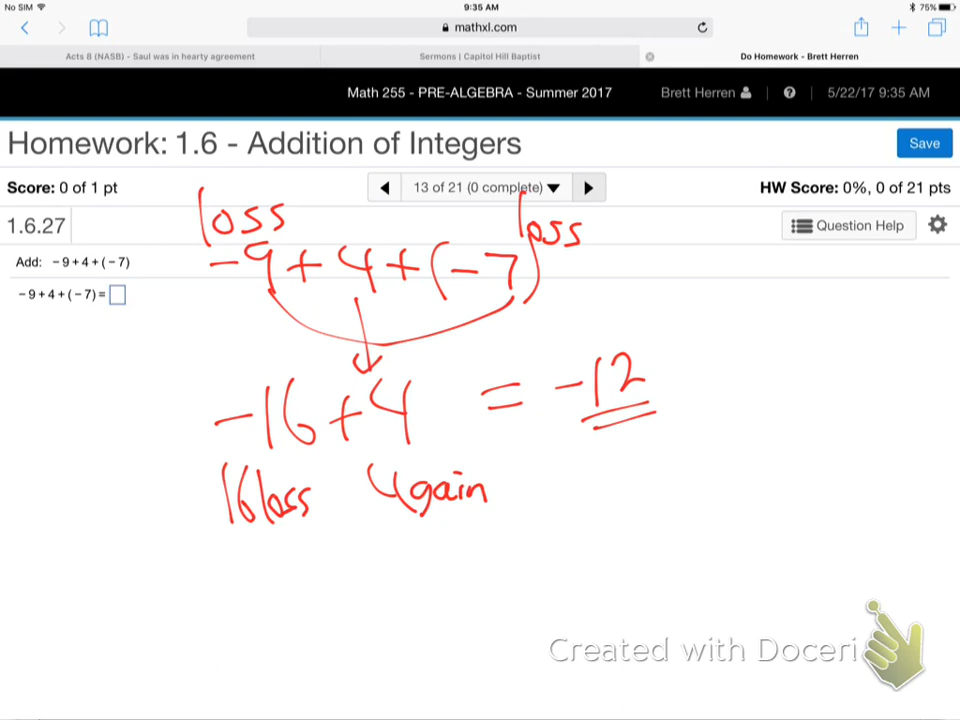 No SIM 9:35 AM 75%
mathxl.com
Acts 8 (NASB) - Saul was in hearty agreement Sermons | Capitol Hill Baptist Do Homework - Brett Herren
Math 255 - PRE-ALGEBRA - Summer 2017 Brett Herren ? 5/22/17 9:35 AM
Homework: 1.6 - Addition of Integers Save
Score: 0 of 1 pt 13 of 21 (0 complete) HW Score: 0%, 0 of 21 pts
1.6.27 Question Help
loss loss
Add: -9+4+(-7)
-9+4+(-7)
-9+4+(-7)=
-16+4 = -12
16 loss 4 gain
Created with Doceri